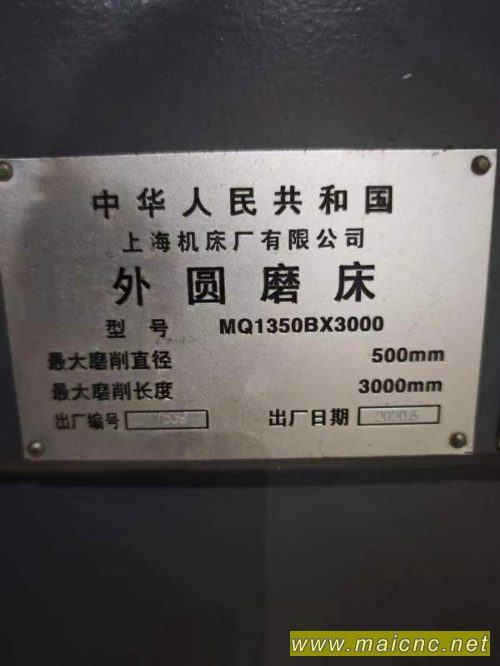 中华人民共和国
上海机床厂有限公司
外圆磨床
型号 MQ1350BX3000
最大磨削直径 500mm
最大磨削长度 3000mm
出厂编号 出厂日期 2020.6
www.maicnc.net